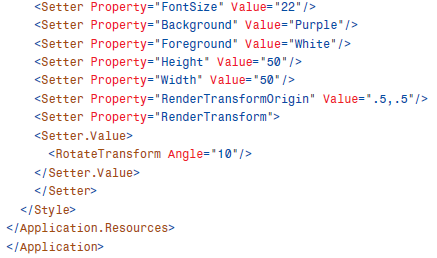 <Setter Property="FontSize" Value="22"/>
<Setter Property="Background" Value="Purple"/>
<Setter Property="Foreground" Value="White"/>
<Setter Property="Height" Value="50"/>
<Setter Property="Width" Value="50"/>
<Setter Property="RenderTransformOrigin" Value=".5,.5"/>
<Setter Property="RenderTransform">
<Setter.Value>
<RotateTransform Angle="10"/>
</Setter.Value>
</Setter>
</Style>
</Application.Resources>
</Application>